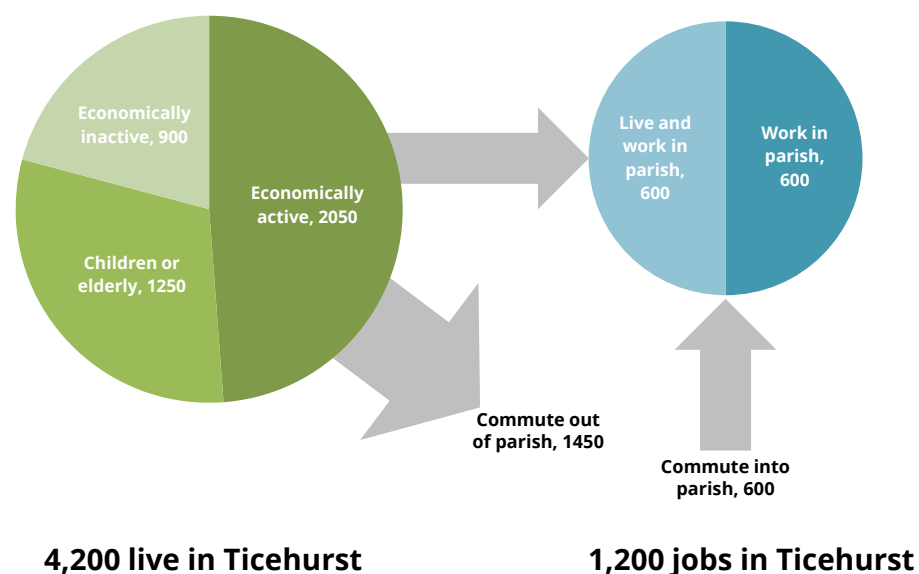 Economically
inactive, 900
Economically
active, 2050
Children or
elderly, 1250
Live and
work in
parish,
600
Work in
parish,
600
Commute out
of parish, 1450
Commute into
parish, 600
4,200 live in Ticehurst
1,200 jobs in Ticehurst